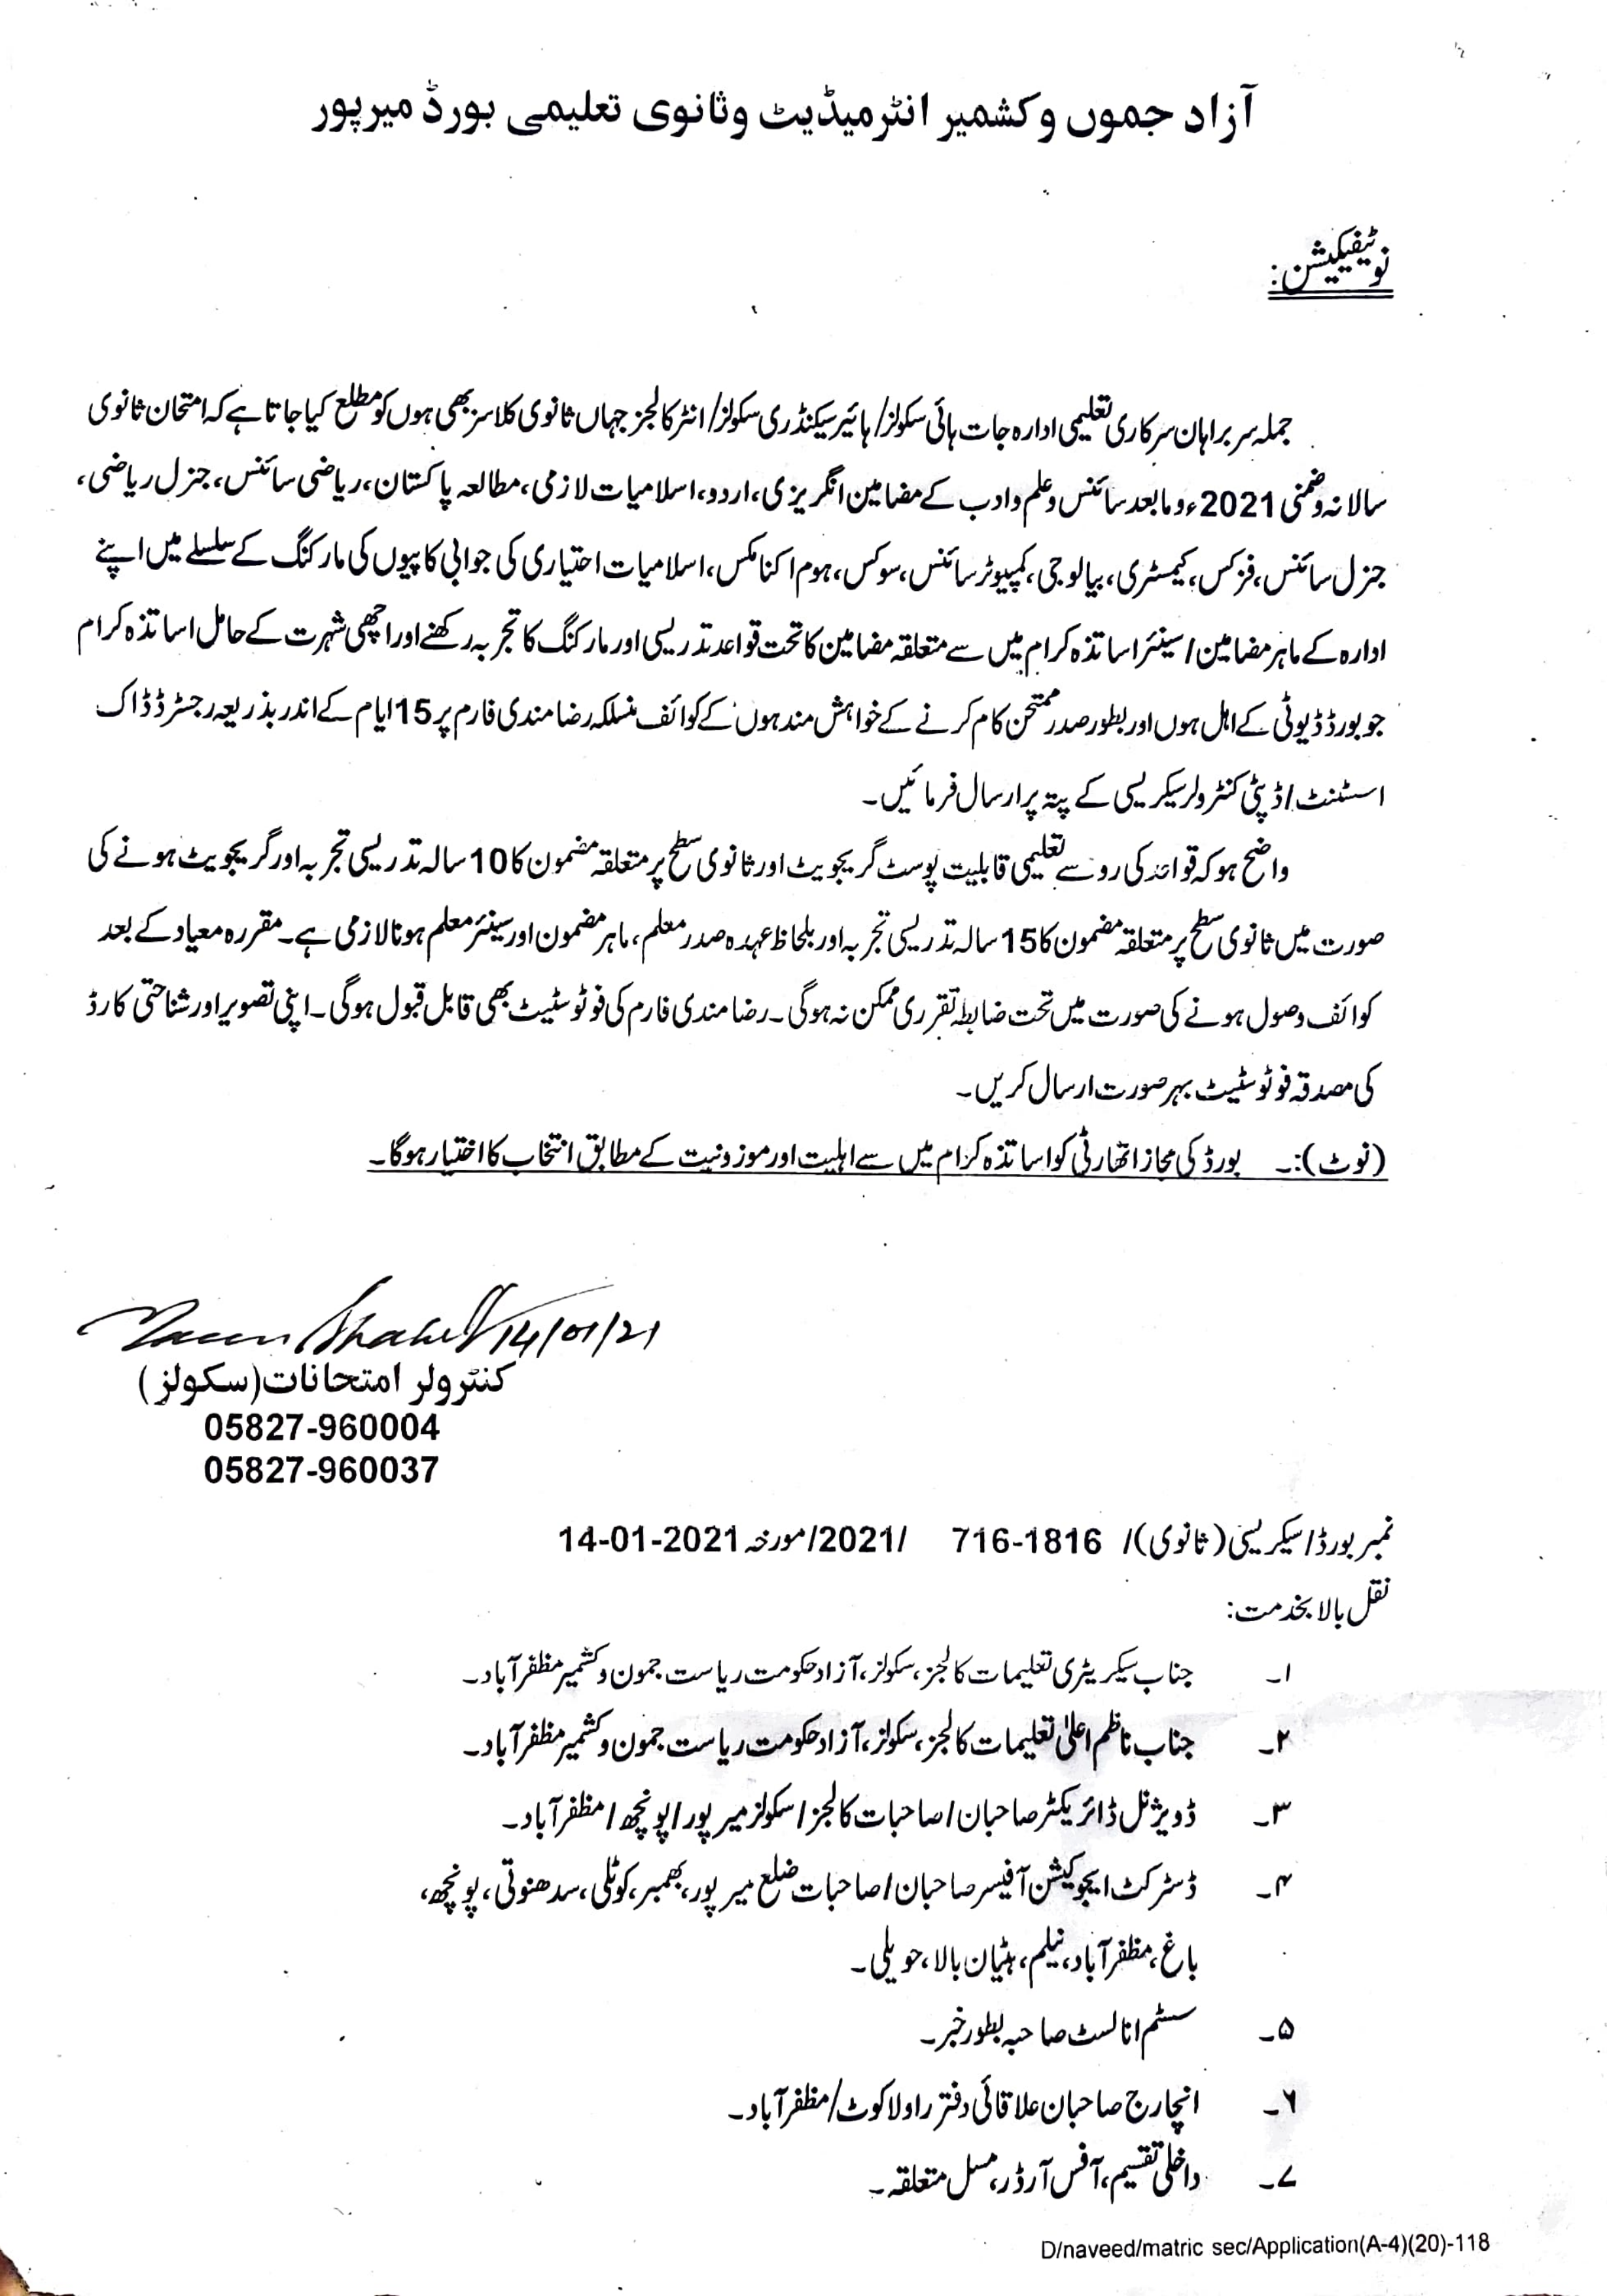 آزاد جموں وکشمیر انٹرمیڈیٹ وثانوی تعلیمی بورڈ میرپور
نوٹیفکیشن:
جملہ سربراہان سرکاری تعلیمی ادارہ جات ہائی سکولز/ہائیر سیکنڈری سکولز/انٹر کالجز جہاں ثانوی کلاسز بھی ہوں کو مطلع کیا جاتا ہے کہ امتحان ثانوی
سالانہ وضمنی 2021ء و مابعد سائنس و علم و ادب کے مضامین انگریزی، اردو، اسلامیات لازمی، مطالعہ پاکستان، ریاضی سائنس، جنرل ریاضی،
جنرل سائنس، فزکس، کیمسٹری، بیالوجی، کمپیوٹر سائنس، سوکس، ہوم اکنامکس، اسلامیات اختیاری کی جوابی کاپیوں کی مارکنگ کے سلسلے میں اپنے
ادارہ کے ماہر مضامین/سینئر اساتذہ کرام میں سے متعلقہ مضامین کا تحت قواعد تدریسی اور مارکنگ کا تجربہ رکھنے اور اچھی شہرت کے حامل اساتذہ کرام
جو بورڈ ڈیوٹی کے اہل ہوں اور بطور صدر ممتحن کام کرنے کے خواہش مند ہوں کے کوائف منسلکہ رضامندی فارم پر 15 ایام کے اندر بذریعہ رجسٹرڈ ڈاک
اسسٹنٹ/ڈپٹی کنٹرولر سیکریسی کے پتہ پر ارسال فرمائیں۔
واضح ہو کہ قواعد کی رو سے تعلیمی قابلیت پوسٹ گریجویٹ اور ثانوی سطح پر متعلقہ مضمون کا 10 سالہ تدریسی تجربہ اور گریجویٹ ہونے کی
صورت میں ثانوی سطح پر متعلقہ مضمون کا 15 سالہ تدریسی تجربہ اور بلحاظ عہدہ صدر معلم، ماہر مضمون اور سینئر معلم ہونا لازمی ہے۔ مقررہ معیاد کے بعد
کوائف وصول ہونے کی صورت میں تحت ضابطہ تقرری ممکن نہ ہوگی۔ رضامندی فارم کی فوٹوسٹیٹ بھی قابل قبول ہوگی۔ اپنی تصویر اور شناختی کارڈ
کی مصدقہ فوٹوسٹیٹ بہر صورت ارسال کریں۔
(نوٹ):۔ بورڈ کی مجاز اتھارٹی کو اساتذہ کرام میں سے اہلیت اور موزونیت کے مطابق انتخاب کا اختیار ہوگا۔
14/01/21
کنٹرولر امتحانات (سکولز)
05827-960004
05827-960037
نمبر بورڈ/سیکریسی (ثانوی)/ 716-1816 /2021/مورخہ 14-01-2021
نقل بالا بخدمت:
۱۔ جناب سیکریٹری تعلیمات کالجز، سکولز، آزاد حکومت ریاست جموں و کشمیر مظفرآباد۔
۲۔ جناب ناظم اعلیٰ تعلیمات کالجز، سکولز، آزاد حکومت ریاست جموں و کشمیر مظفرآباد۔
۳۔ ڈویژنل ڈائریکٹر صاحبان/صاحبات کالجز/سکولز میرپور/پونچھ/مظفرآباد۔
۴۔ ڈسٹرکٹ ایجوکیشن آفیسر صاحبان/صاحبات ضلع میرپور، بھمبر، کوٹلی، سدھنوتی، پونچھ،
باغ، مظفرآباد، نیلم، ہٹیان بالا، حویلی۔
۵۔ سسٹم انالسٹ صاحبہ بطور خبر۔
۶۔ انچارج صاحبان علاقائی دفتر راولاکوٹ/مظفرآباد۔
۷۔ داخلی تقسیم، آفس آرڈر، مسل متعلقہ۔
D/naveed/matric sec/Application(A-4)(20)-118